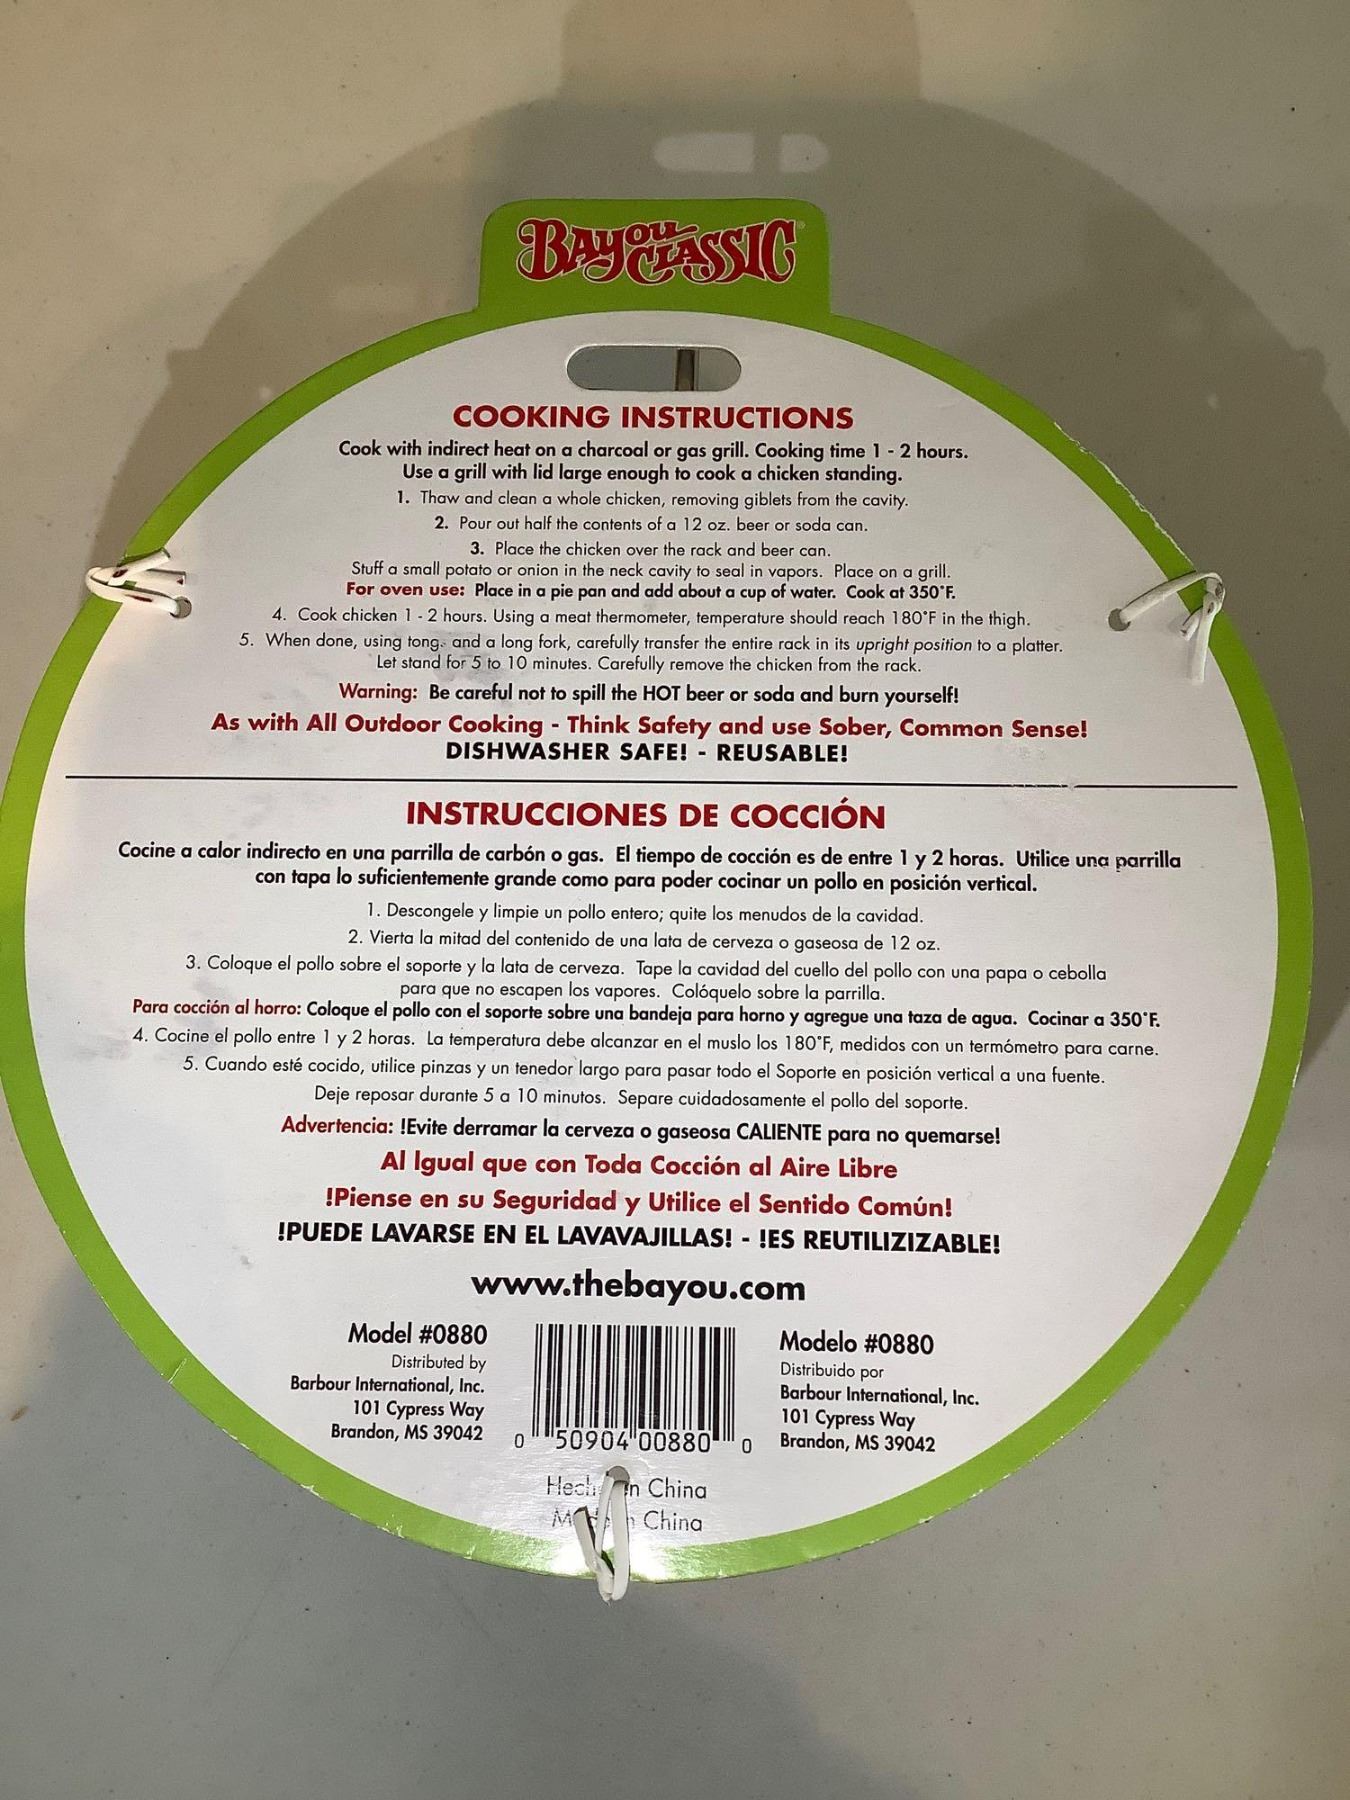 BAYOU CLASSIC
COOKING INSTRUCTIONS
Cook with indirect heat on a charcoal or gas grill. Cooking time 1 - 2 hours.
Use a grill with lid large enough to cook a chicken standing.
1. Thaw and clean a whole chicken, removing giblets from the cavity.
2. Pour out half the contents of a 12 oz. beer or soda can.
3. Place the chicken over the rack and beer can.
Stuff a small potato or onion in the neck cavity to seal in vapors. Place on a grill.
For oven use: Place in a pie pan and add about a cup of water. Cook at 350°F.
4. Cook chicken 1 - 2 hours. Using a meat thermometer, temperature should reach 180°F in the thigh.
5. When done, using tongs and a long fork, carefully transfer the entire rack in its upright position to a platter.
Let stand for 5 to 10 minutes. Carefully remove the chicken from the rack.
Warning: Be careful not to spill the HOT beer or soda and burn yourself!
As with All Outdoor Cooking - Think Safety and use Sober, Common Sense!
DISHWASHER SAFE! - REUSABLE!
INSTRUCCIONES DE COCCIÓN
Cocine a calor indirecto en una parrilla de carbón o gas. El tiempo de cocción es de entre 1 y 2 horas. Utilice una parrilla
con tapa lo suficientemente grande como para poder cocinar un pollo en posición vertical.
1. Descongele y limpie un pollo entero; quite los menudos de la cavidad.
2. Vierta la mitad del contenido de una lata de cerveza o gaseosa de 12 oz.
3. Coloque el pollo sobre el soporte y la lata de cerveza. Tape la cavidad del cuello del pollo con una papa o cebolla
para que no escapen los vapores. Colóquelo sobre la parrilla.
Para cocción al horro: Coloque el pollo con el soporte sobre una bandeja para horno y agregue una taza de agua. Cocinar a 350°F.
4. Cocine el pollo entre 1 y 2 horas. La temperatura debe alcanzar en el muslo los 180°F, medidos con un termómetro para carne.
5. Cuando esté cocido, utilice pinzas y un tenedor largo para pasar todo el Soporte en posición vertical a una fuente.
Deje reposar durante 5 a 10 minutos. Separe cuidadosamente el pollo del soporte.
Advertencia: !Evite derramar la cerveza o gaseosa CALIENTE para no quemarse!
Al Igual que con Toda Cocción al Aire Libre
!Piense en su Seguridad y Utilice el Sentido Común!
!PUEDE LAVARSE EN EL LAVAVAJILLAS! - !ES REUTILIZIZABLE!
www.thebayou.com
Model #0880
Distributed by
Barbour International, Inc.
101 Cypress Way
Brandon, MS 39042
0 50904 00880 0
Modelo #0880
Distribuido por
Barbour International, Inc.
101 Cypress Way
Brandon, MS 39042
China
China